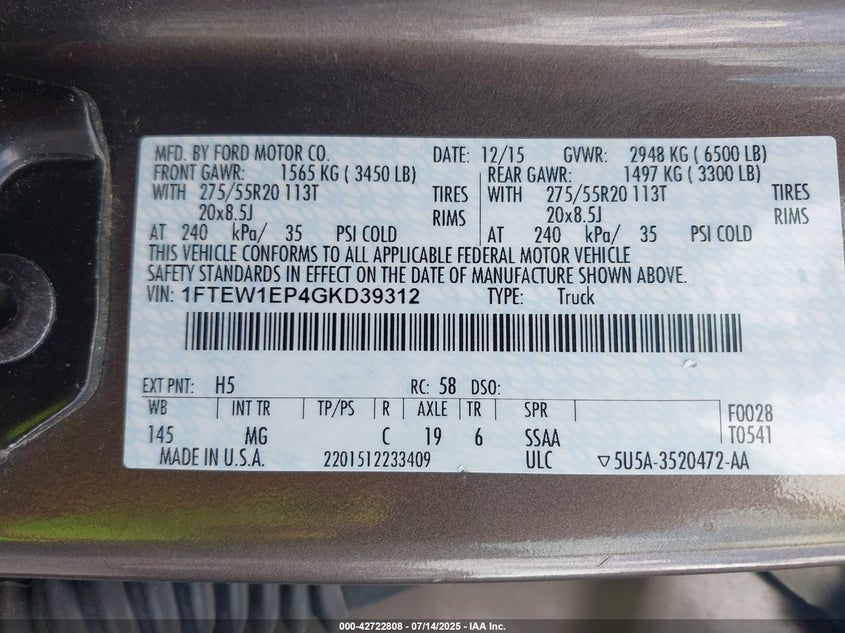 MFD. BY FORD MOTOR CO. DATE: 12/15 GVWR: 2948 KG ( 6500 LB)
FRONT GAWR: 1565 KG ( 3450 LB) REAR GAWR: 1497 KG ( 3300 LB)
WITH 275/55R20 113T TIRES WITH 275/55R20 113T TIRES
20x8.5J RIMS 20x8.5J RIMS
AT 240 kPa/ 35 PSI COLD AT 240 kPa/ 35 PSI COLD
THIS VEHICLE CONFORMS TO ALL APPLICABLE FEDERAL MOTOR VEHICLE
SAFETY STANDARDS IN EFFECT ON THE DATE OF MANUFACTURE SHOWN ABOVE.
VIN: 1FTEW1EP4GKD39312 TYPE: Truck
EXT PNT: H5 RC: 58 DSO:
WB INT TR TP/PS R AXLE TR SPR F0028
145 MG C 19 6 SSAA T0541
MADE IN U.S.A. 2201512233409 ULC ▽5U5A-3520472-AA
000-42722808 - 07/14/2025 - IAA Inc.